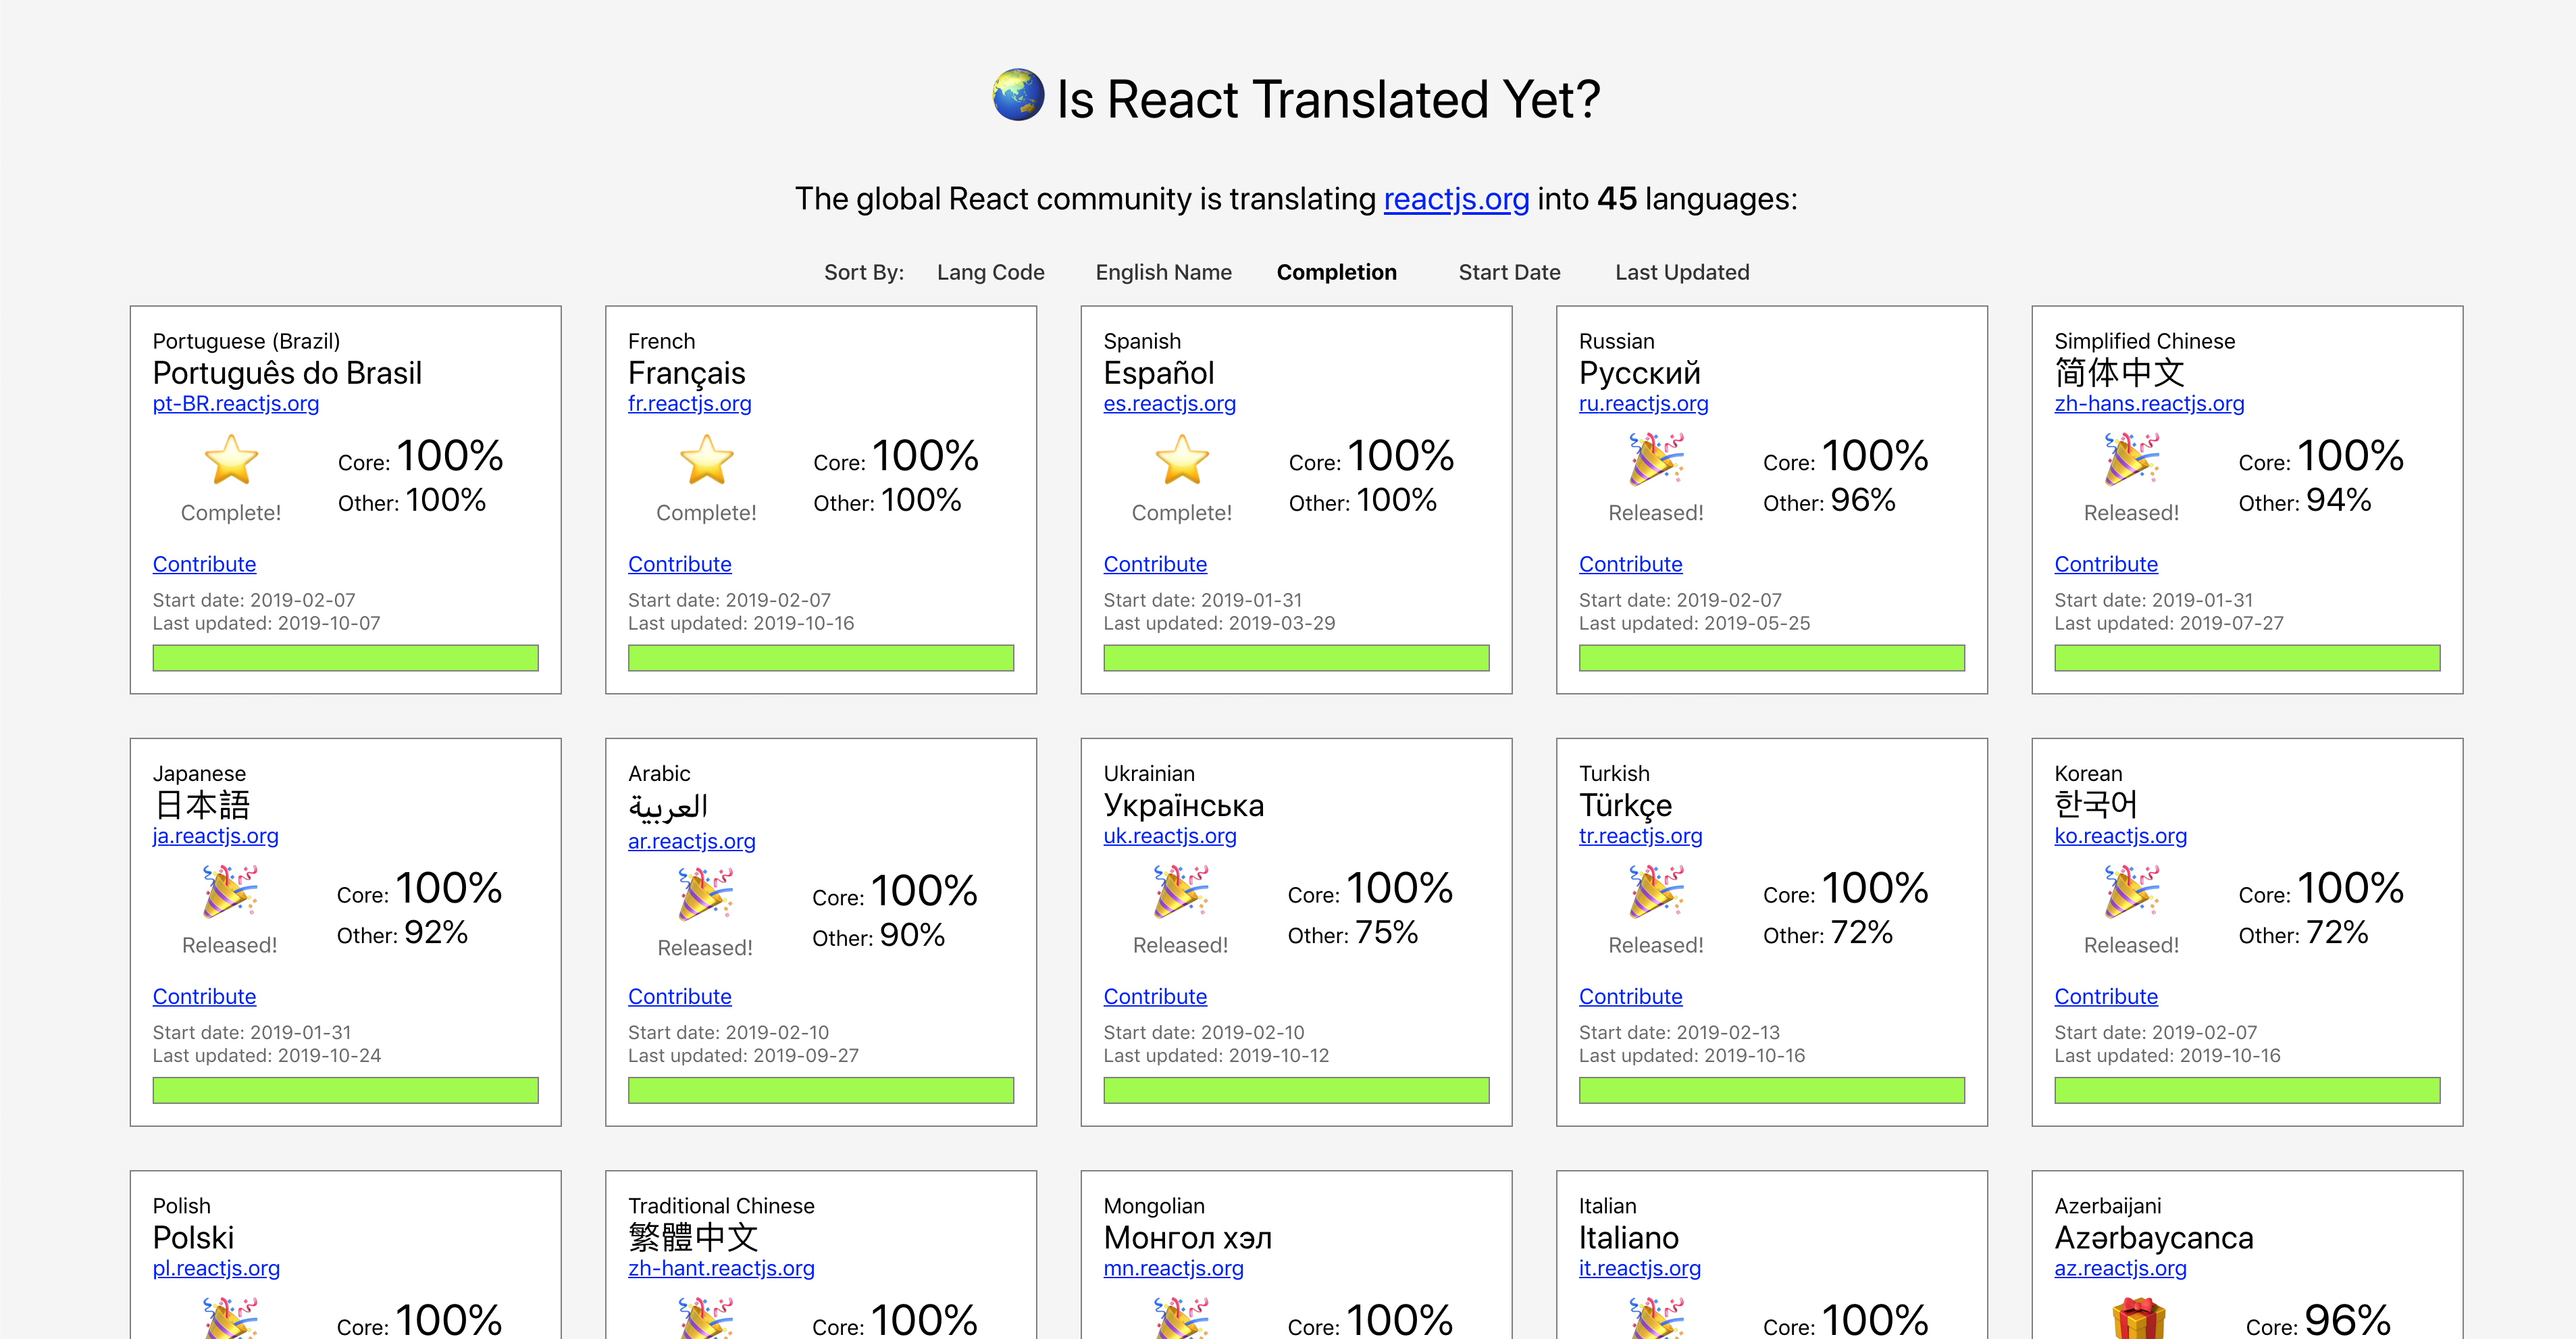 Is React Translated Yet?
The global React community is translating reactjs.org into 45 languages:
Sort By: Lang Code English Name Completion Start Date Last Updated
Portuguese (Brazil)
Português do Brasil
pt-BR.reactjs.org
Core: 100%
Other: 100%
Complete!
Contribute
Start date: 2019-02-07
Last updated: 2019-10-07
French
Français
fr.reactjs.org
Core: 100%
Other: 100%
Complete!
Contribute
Start date: 2019-02-07
Last updated: 2019-10-16
Spanish
Español
es.reactjs.org
Core: 100%
Other: 100%
Complete!
Contribute
Start date: 2019-01-31
Last updated: 2019-03-29
Russian
Русский
ru.reactjs.org
Core: 100%
Other: 96%
Released!
Contribute
Start date: 2019-02-07
Last updated: 2019-05-25
Simplified Chinese
简体中文
zh-hans.reactjs.org
Core: 100%
Other: 94%
Released!
Contribute
Start date: 2019-01-31
Last updated: 2019-07-27
Japanese
日本語
ja.reactjs.org
Core: 100%
Other: 92%
Released!
Contribute
Start date: 2019-01-31
Last updated: 2019-10-24
Arabic
العربية
ar.reactjs.org
Core: 100%
Other: 90%
Released!
Contribute
Start date: 2019-02-10
Last updated: 2019-09-27
Ukrainian
Українська
uk.reactjs.org
Core: 100%
Other: 75%
Released!
Contribute
Start date: 2019-02-10
Last updated: 2019-10-12
Turkish
Türkçe
tr.reactjs.org
Core: 100%
Other: 72%
Released!
Contribute
Start date: 2019-02-13
Last updated: 2019-10-16
Korean
한국어
ko.reactjs.org
Core: 100%
Other: 72%
Released!
Contribute
Start date: 2019-02-07
Last updated: 2019-10-16
Polish
Polski
pl.reactjs.org
Core: 100%
Traditional Chinese
繁體中文
zh-hant.reactjs.org
Core: 100%
Mongolian
Монгол хэл
mn.reactjs.org
Core: 100%
Italian
Italiano
it.reactjs.org
Core: 100%
Azerbaijani
Azərbaycanca
az.reactjs.org
Core: 96%